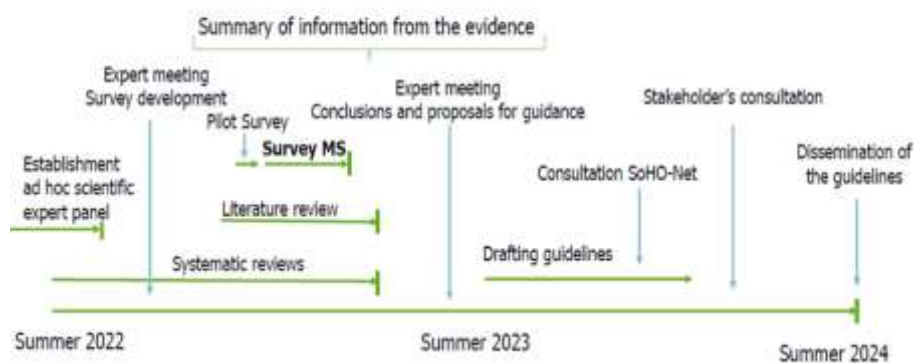 Summary of information from the evidence
Expert meeting
Survey development
Pilot Survey
Survey MS
Expert meeting
Conclusions and proposals for guidance
Stakeholder's consultation
Establishment
ad hoc scientific
expert panel
Literature review
Consultation SoHO-Net
Dissemination of
the guidelines
Systematic reviews
Drafting guidelines
Summer 2022
Summer 2023
Summer 2024